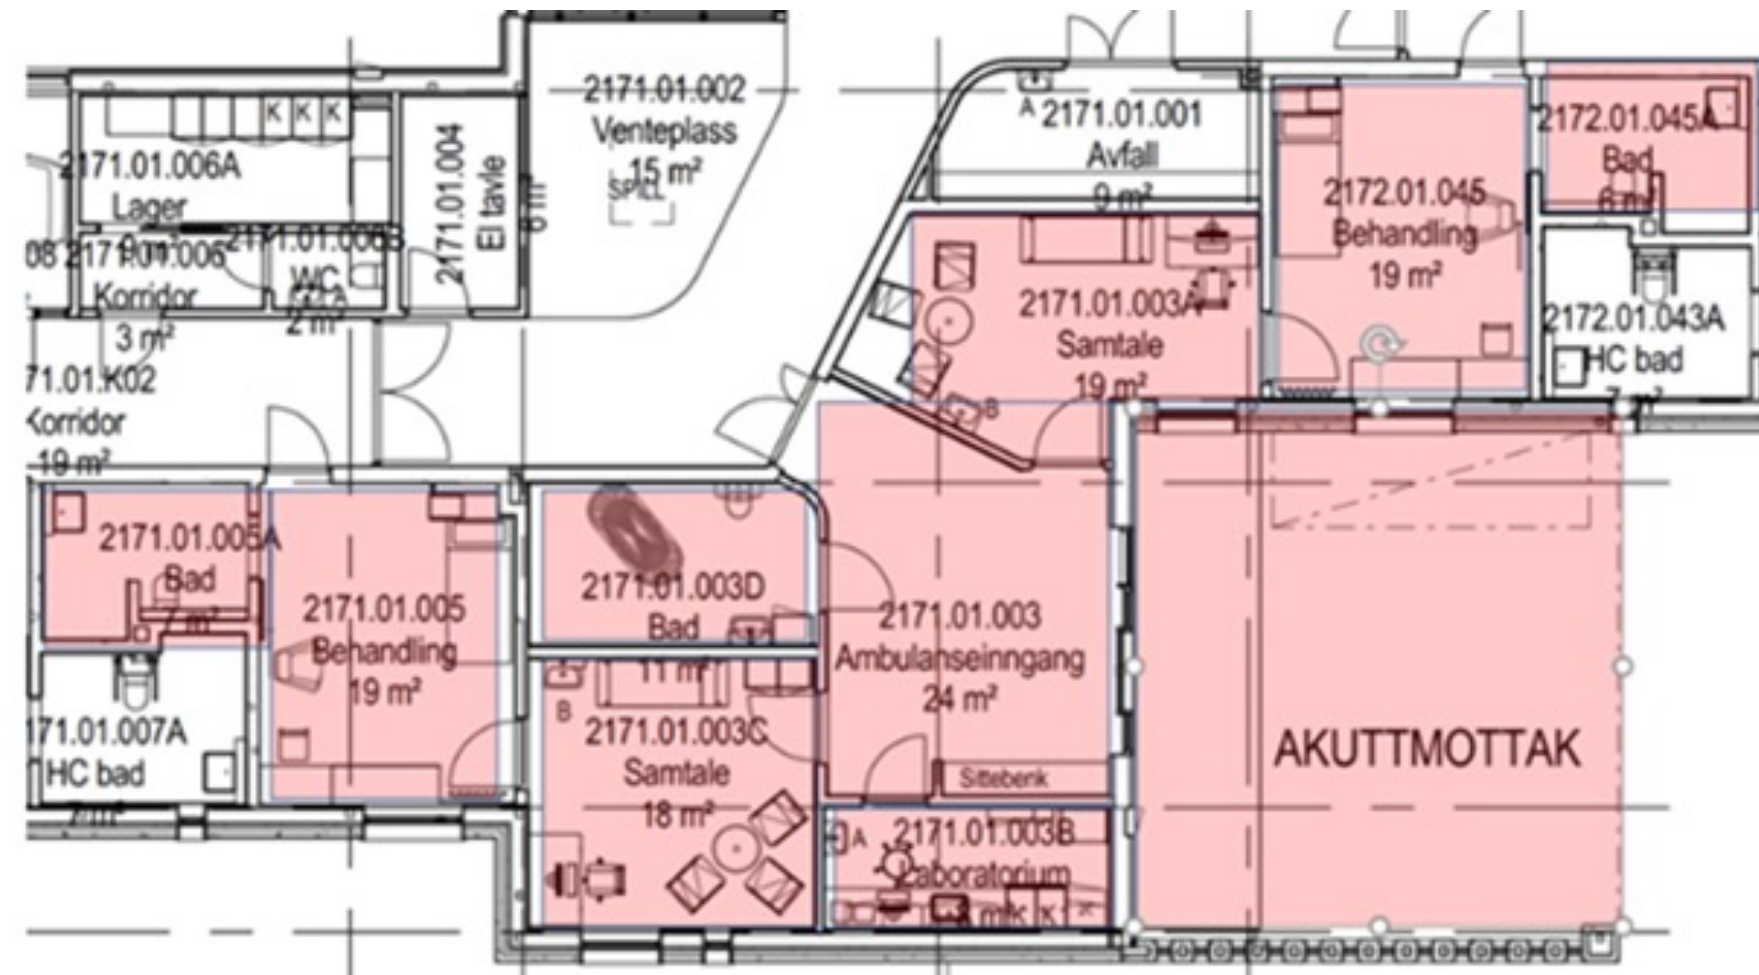 2171.01.002
Venteplass
15 m²
SPILL
2171.01.001
A
Avfall
9 m²
K K K
2171.01.006A
Lager
2171.01.004
El tavle
6 m²
2172.01.045
Behandling
19 m²
2172.01.045A
Bad
6 m²
2171.01.006
Korridor
3 m²
WC
2 m²
2171.01.003A
Samtale
19 m²
B
2172.01.043A
HC bad
71.01.K02
Korridor
19 m²
2171.01.005A
Bad
7 m²
2171.01.005
Behandling
19 m²
2171.01.003D
Bad
11 m²
2171.01.003
Ambulanseinngang
24 m²
171.01.007A
HC bad
7 m²
B
2171.01.003C
Samtale
18 m²
Sittebenk
AKUTTMOTTAK
A
2171.01.003B
Laboratorium
K K